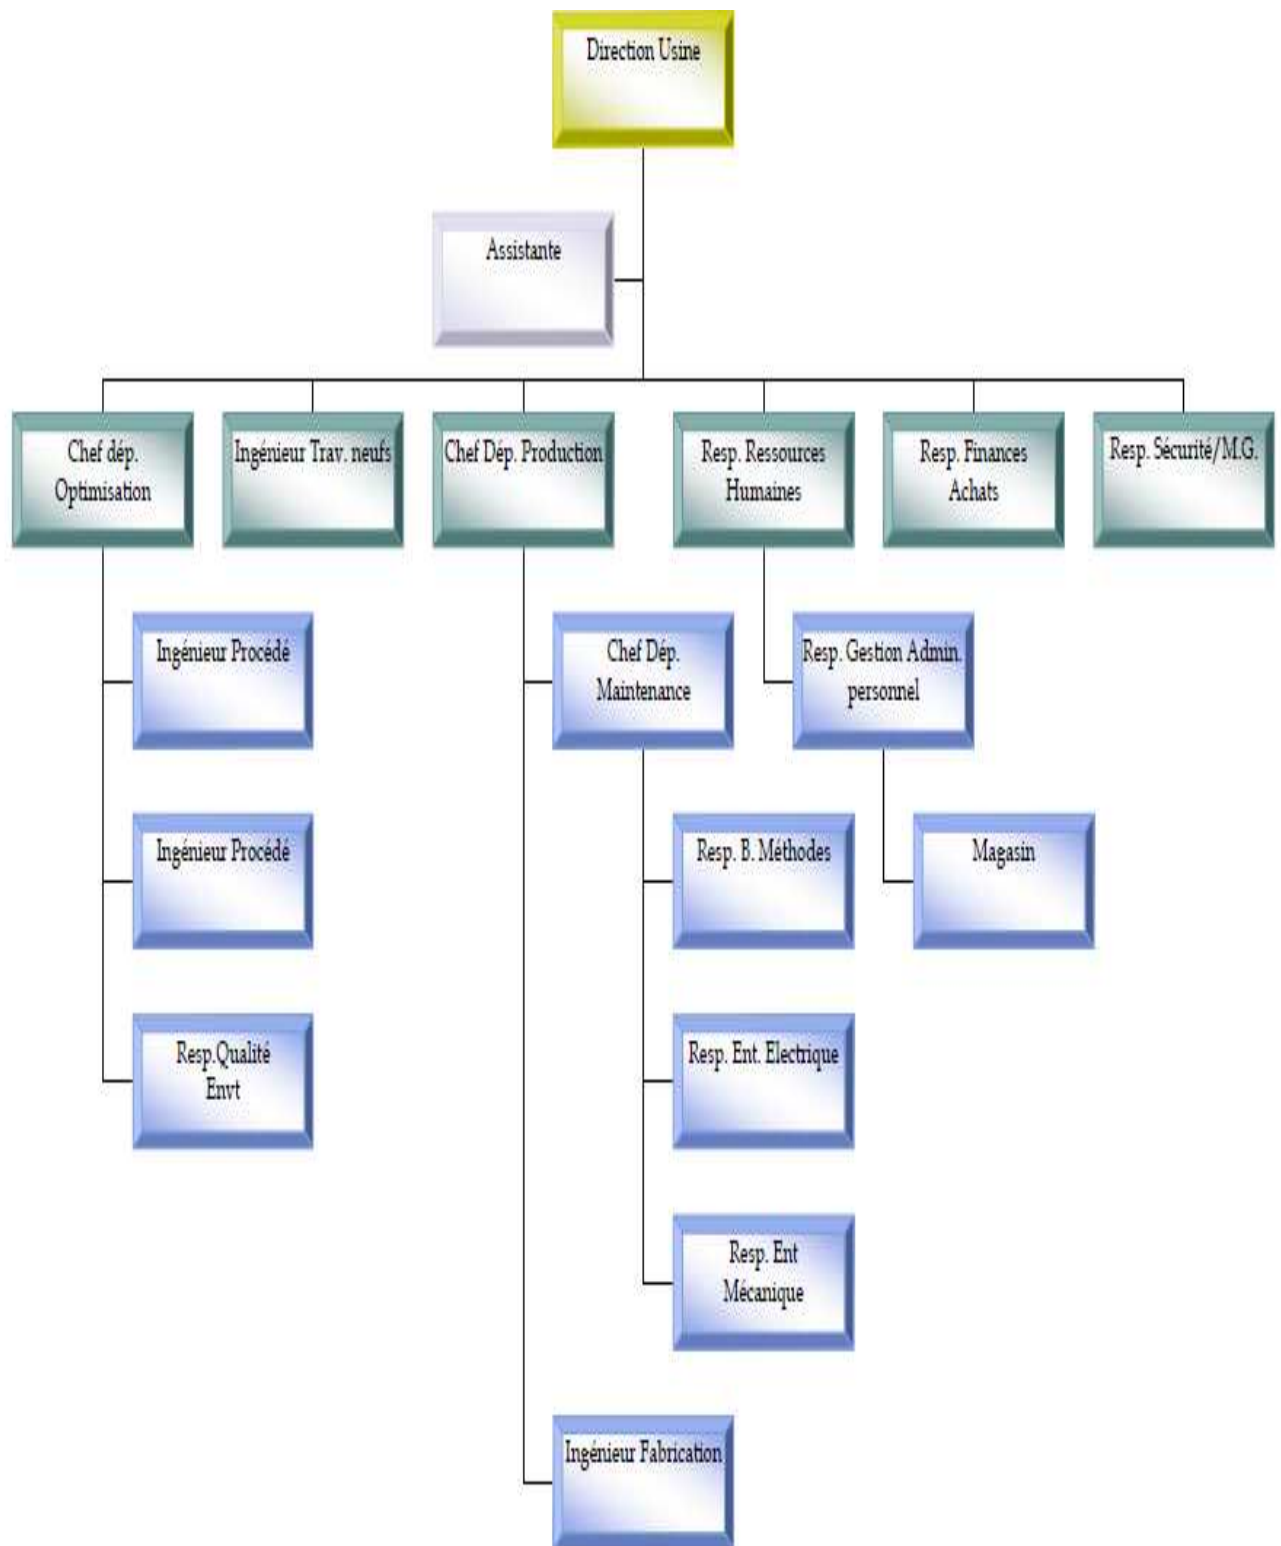 Direction Usine
Assistante
Chef dép.
Optimisation
Ingénieur Trav. neufs
Chef Dép. Production
Resp. Ressources
Humaines
Resp. Finances
Achats
Resp. Sécurité/M.G.
Ingénieur Procédé
Chef Dép.
Maintenance
Resp. Gestion Admin.
personnel
Ingénieur Procédé
Resp. B. Méthodes
Magasin
Resp.Qualité
Envt
Resp. Ent. Electrique
Resp. Ent
Mécanique
Ingénieur Fabrication